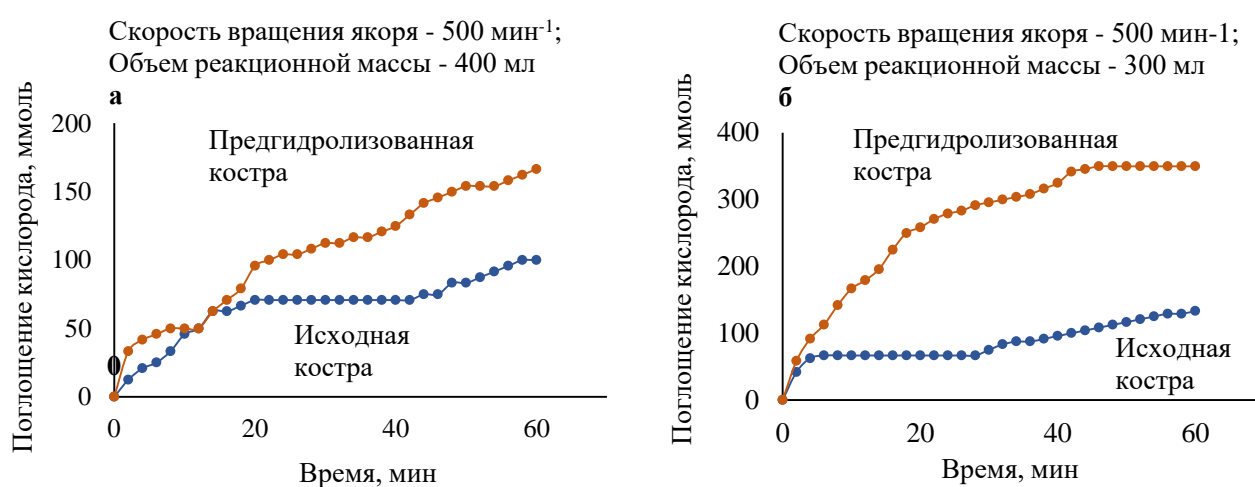 Скорость вращения якоря - 500 мин-1;
Объем реакционной массы - 400 мл
а
Поглощение кислорода, ммоль
200
150
100
50
0
Предгидролизованная
костра
Исходная
костра
0 20 40 60
Время, мин
Скорость вращения якоря - 500 мин-1;
Объем реакционной массы - 300 мл
б
Поглощение кислорода, ммоль
400
300
200
100
0
Предгидролизованная
костра
Исходная
костра
0 20 40 60
Время, мин